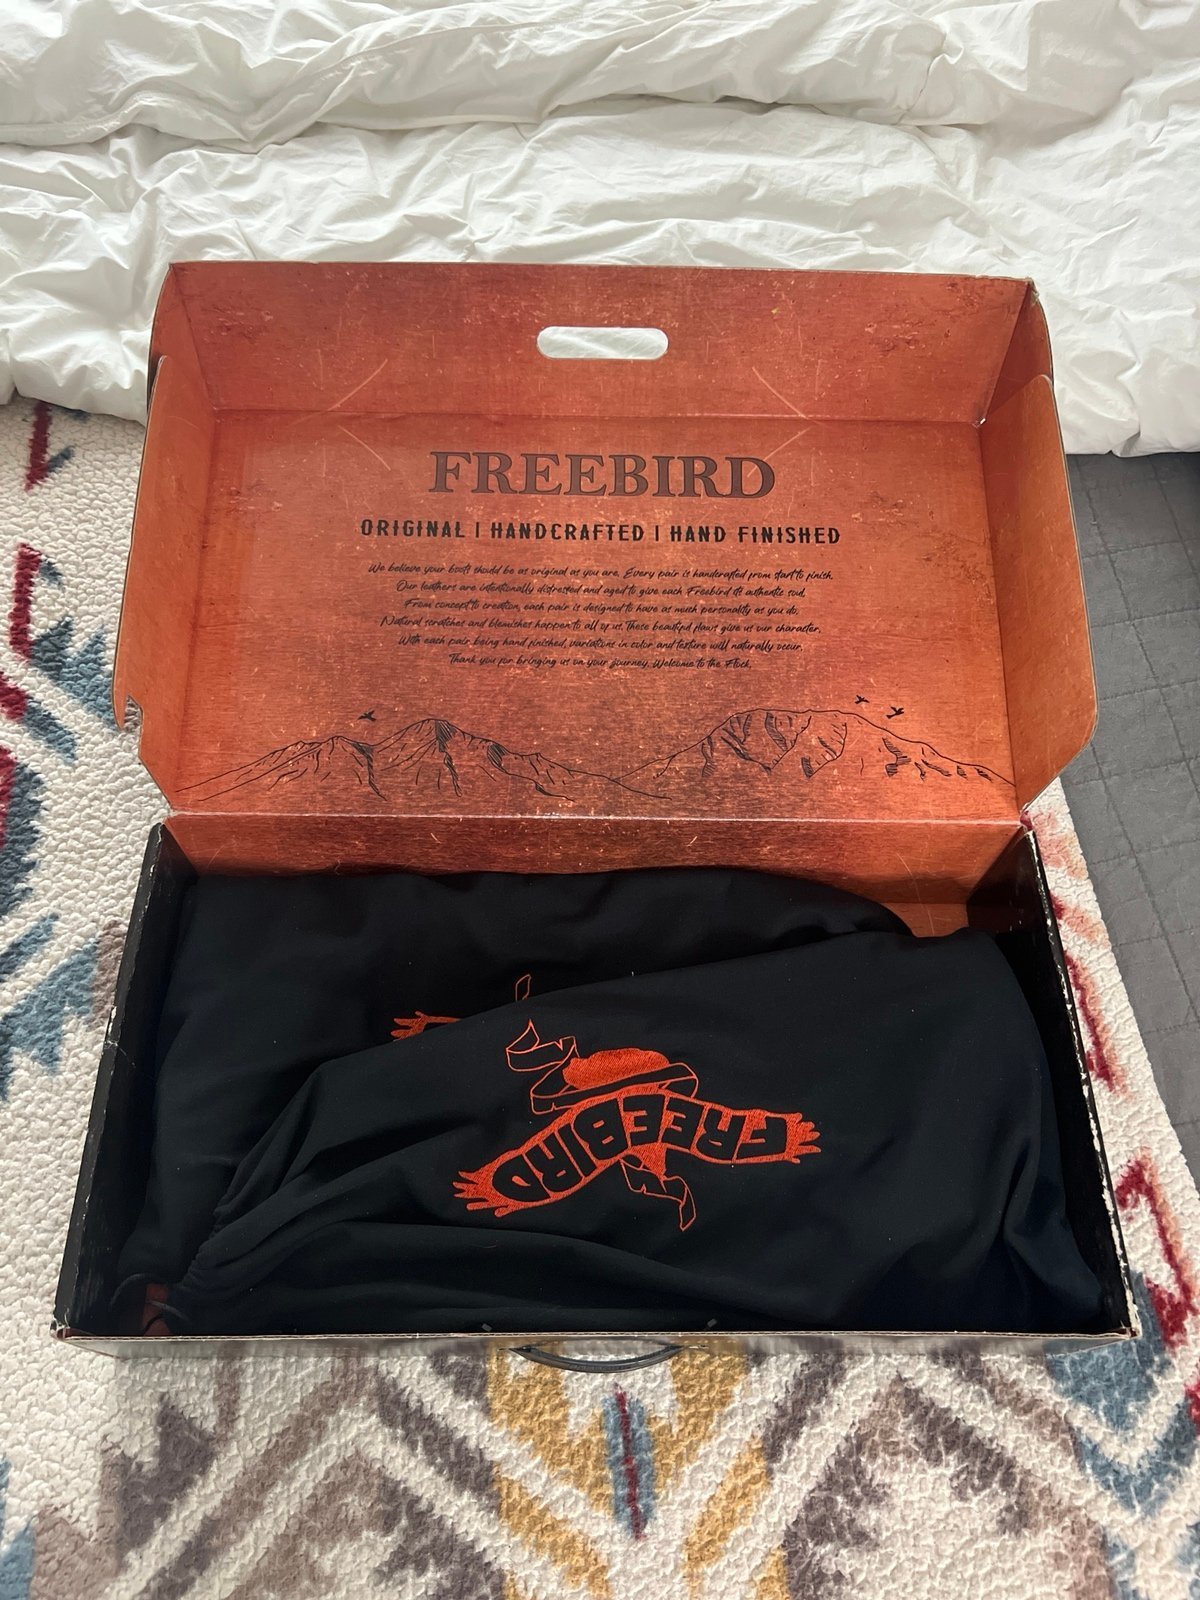 FREEBIRD
ORIGINAL | HANDCRAFTED | HAND FINISHED
We believe your boots should be as original as you are. Every pair is handcrafted from start to finish.
Our leathers are intentionally distressed and aged to give each Freebird its authentic soul.
From concept to creation, each pair is designed to have as much personality as you do.
Natural scratches and blemishes happen to all of us. These beautiful flaws give us our character.
With each pair being hand finished, variations in color and texture will naturally occur.
Thank you for bringing us on your journey. Welcome to the Flock.
FREEBIRD